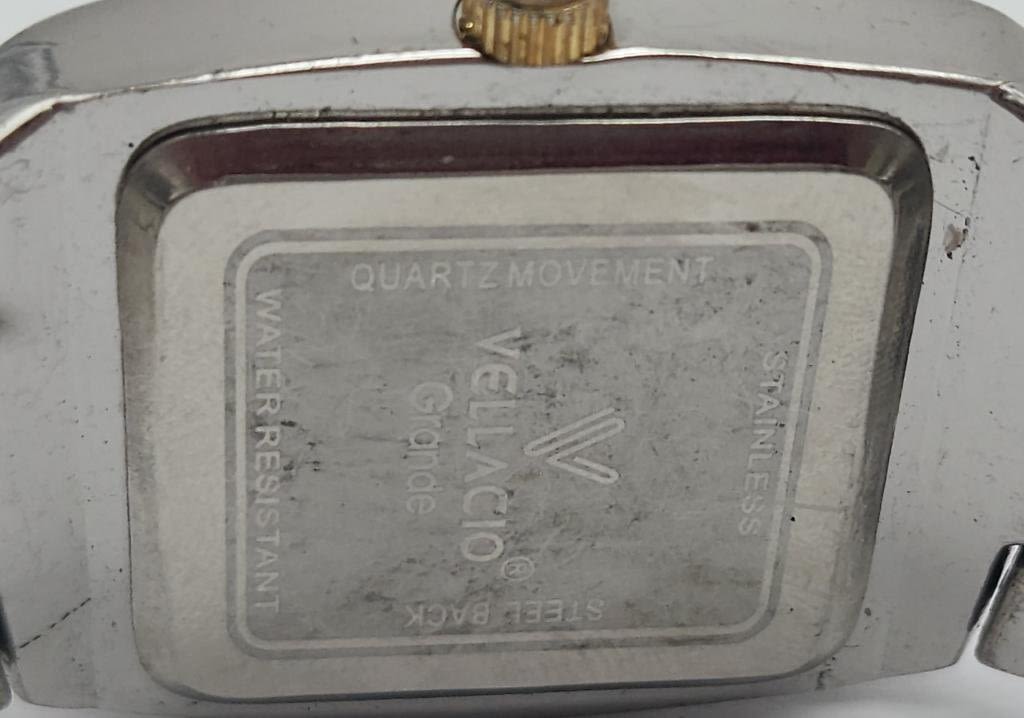 QUARTZ MOVEMENT
STAINLESS
STEEL BACK
WATER RESISTANT
VELLACIO®
Grande